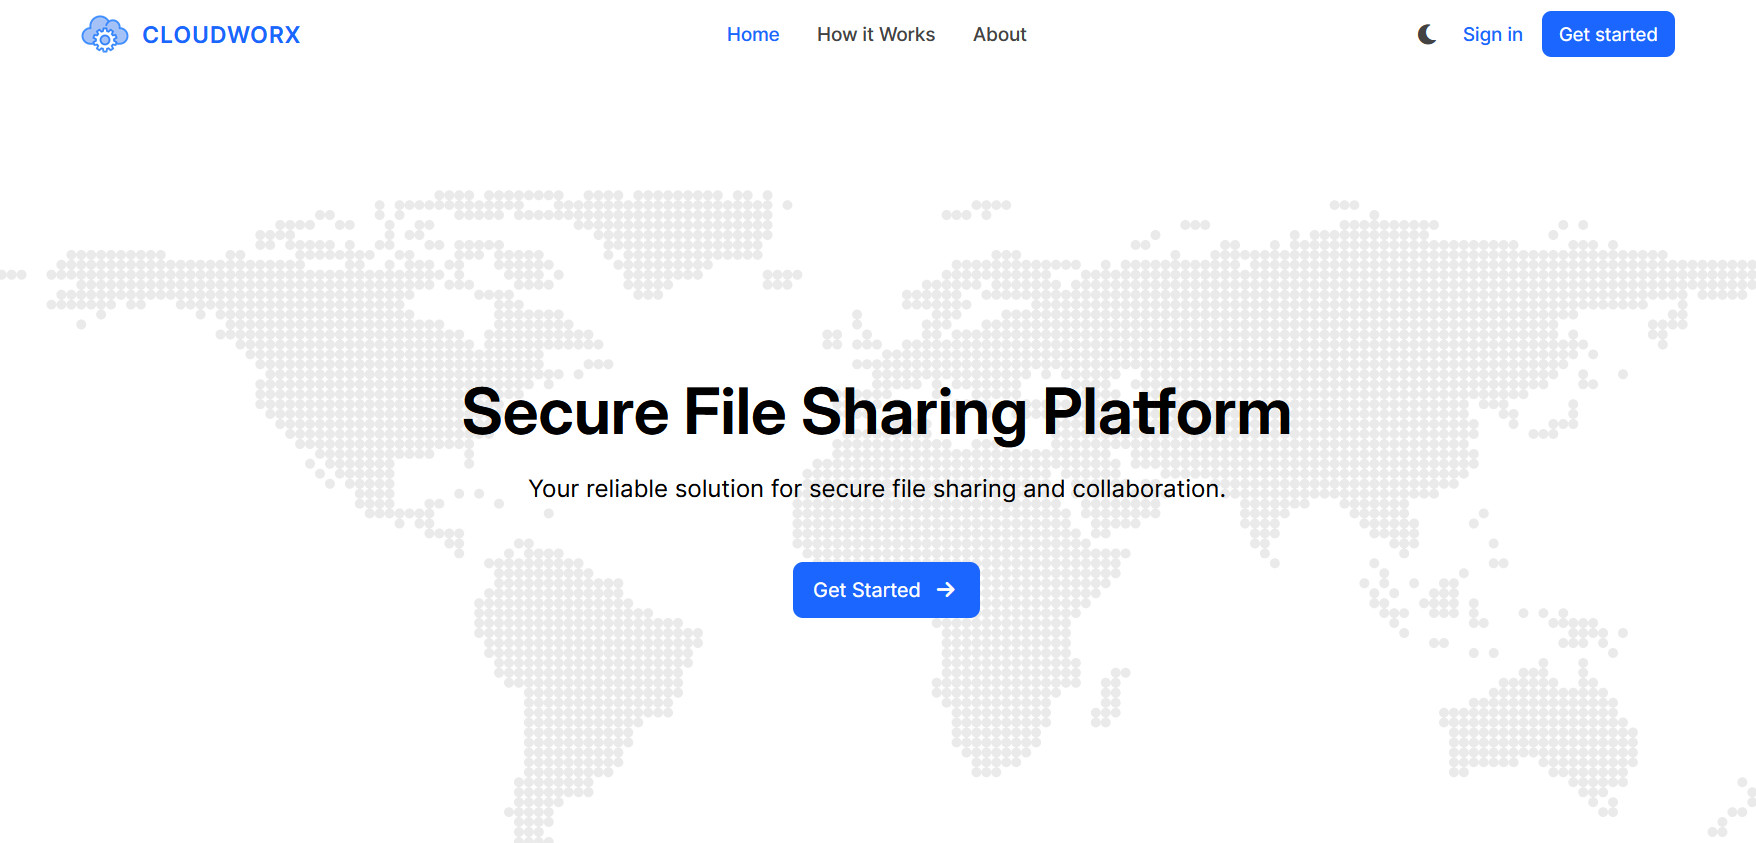 CLOUDWORX
Home
How it Works
About
Sign in
Get started
Secure File Sharing Platform
Your reliable solution for secure file sharing and collaboration.
Get Started